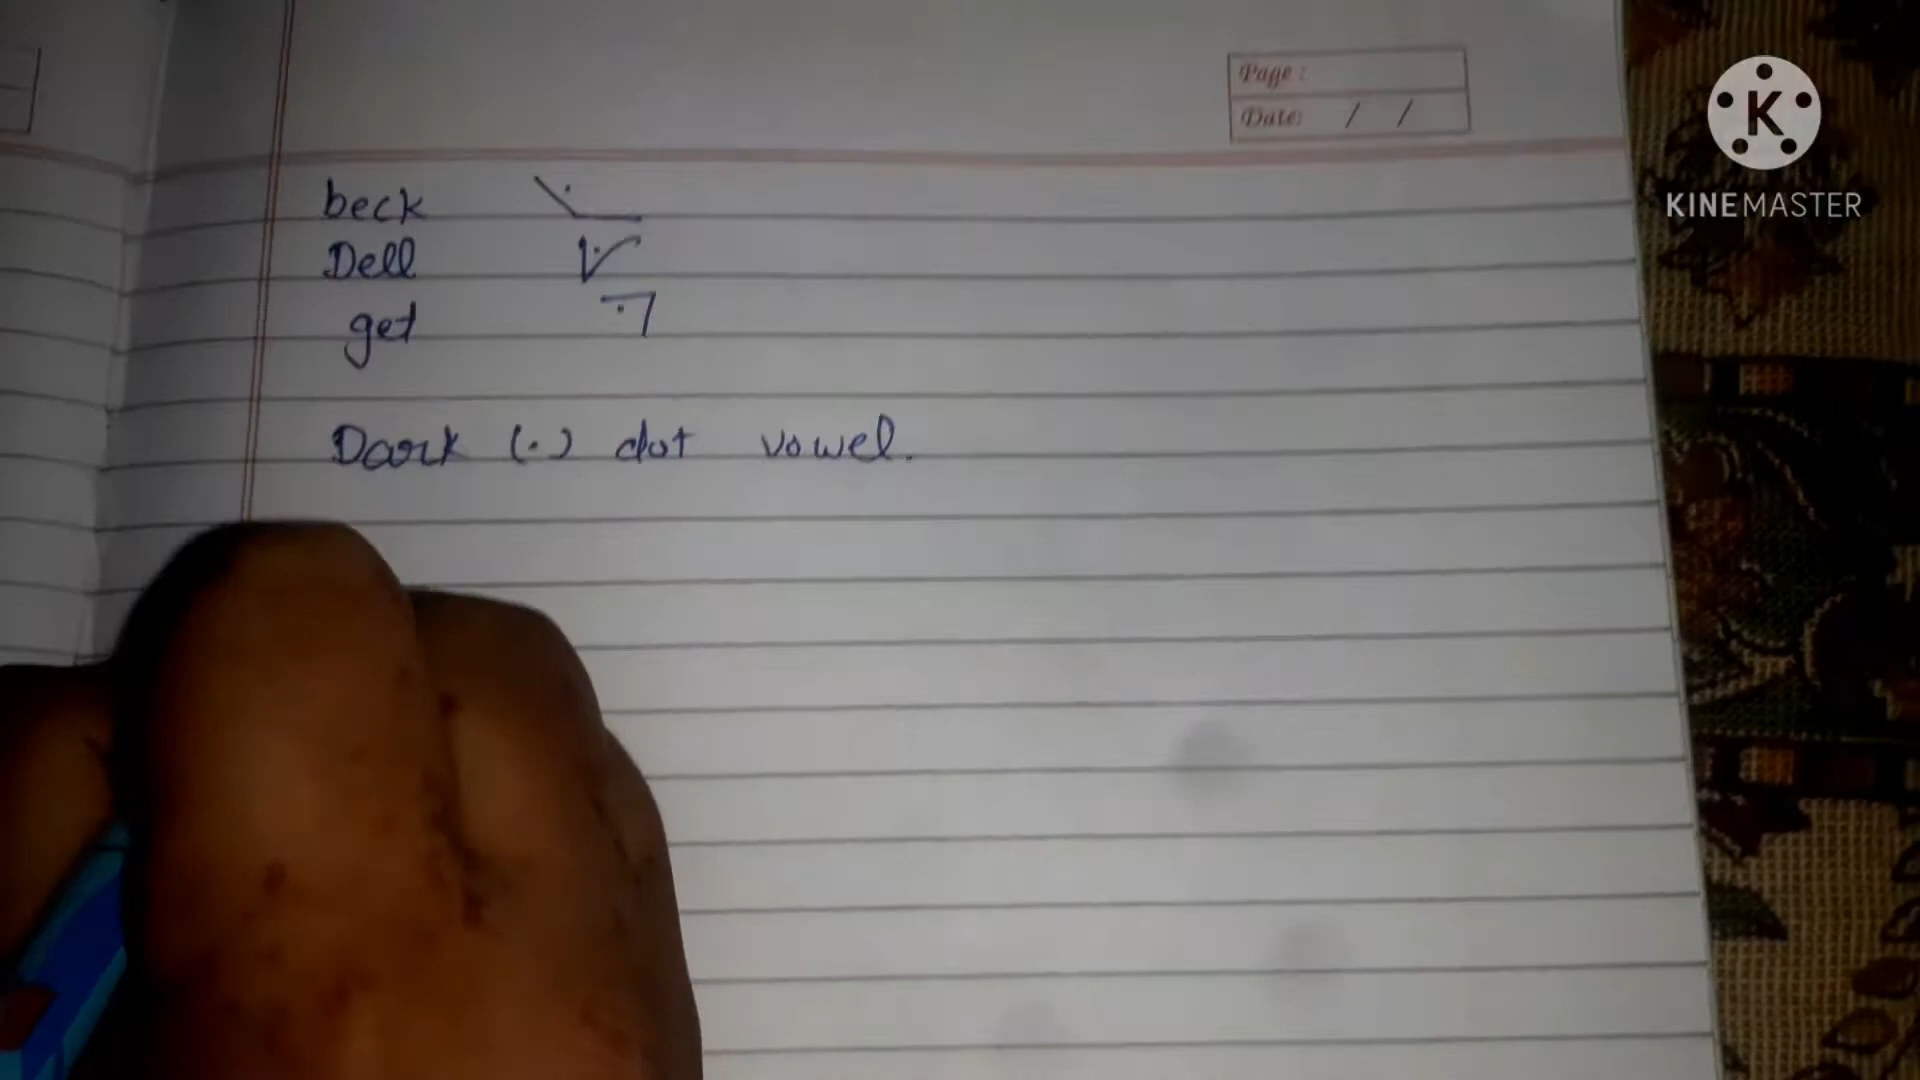 Page :
Date: / /
K
KINEMASTER
beck
Dell
get
Dark (.) dot vowel.